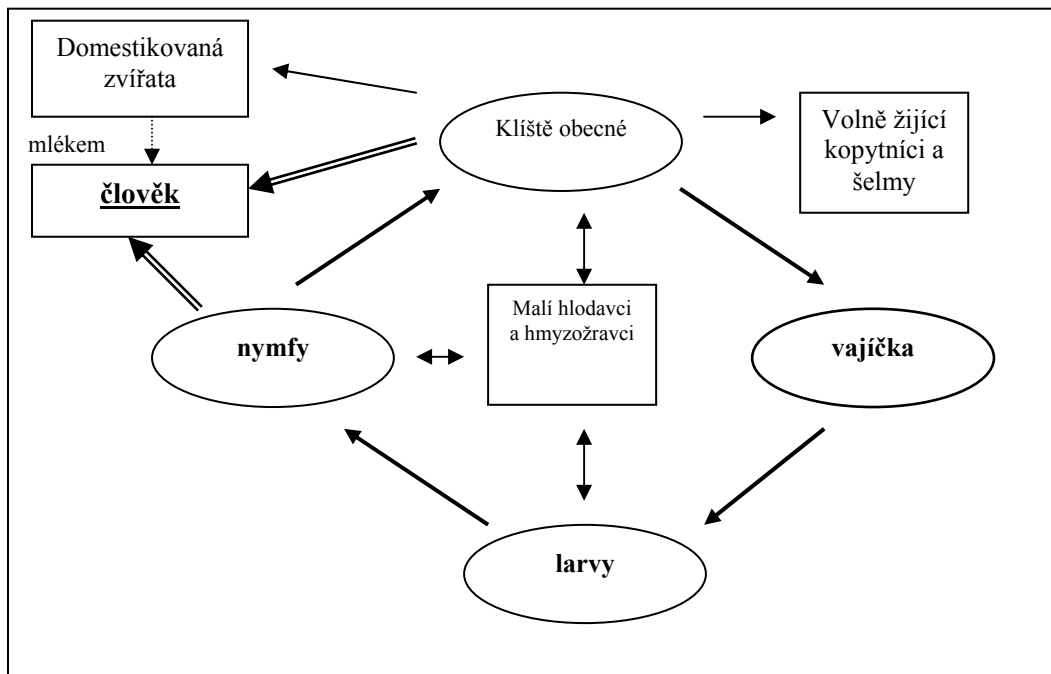 Domestikovaná
zvířata
mlékem
člověk
Klíště obecné
Volně žijící
kopytníci a
šelmy
Malí hlodavci
a hmyzožravci
nymfy
vajíčka
larvy